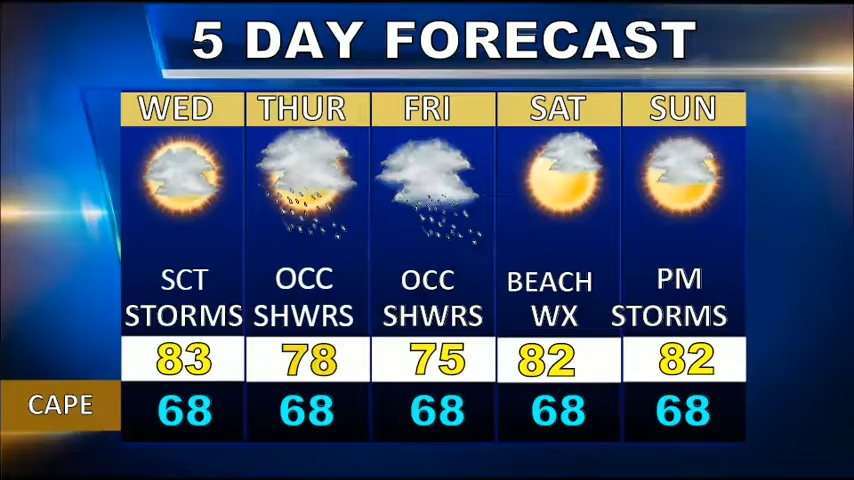 5 DAY FORECAST
WED THUR FRI SAT SUN
SCT STORMS
OCC SHWRS
OCC SHWRS
BEACH WX
PM STORMS
83 78 75 82 82
CAPE 68 68 68 68 68